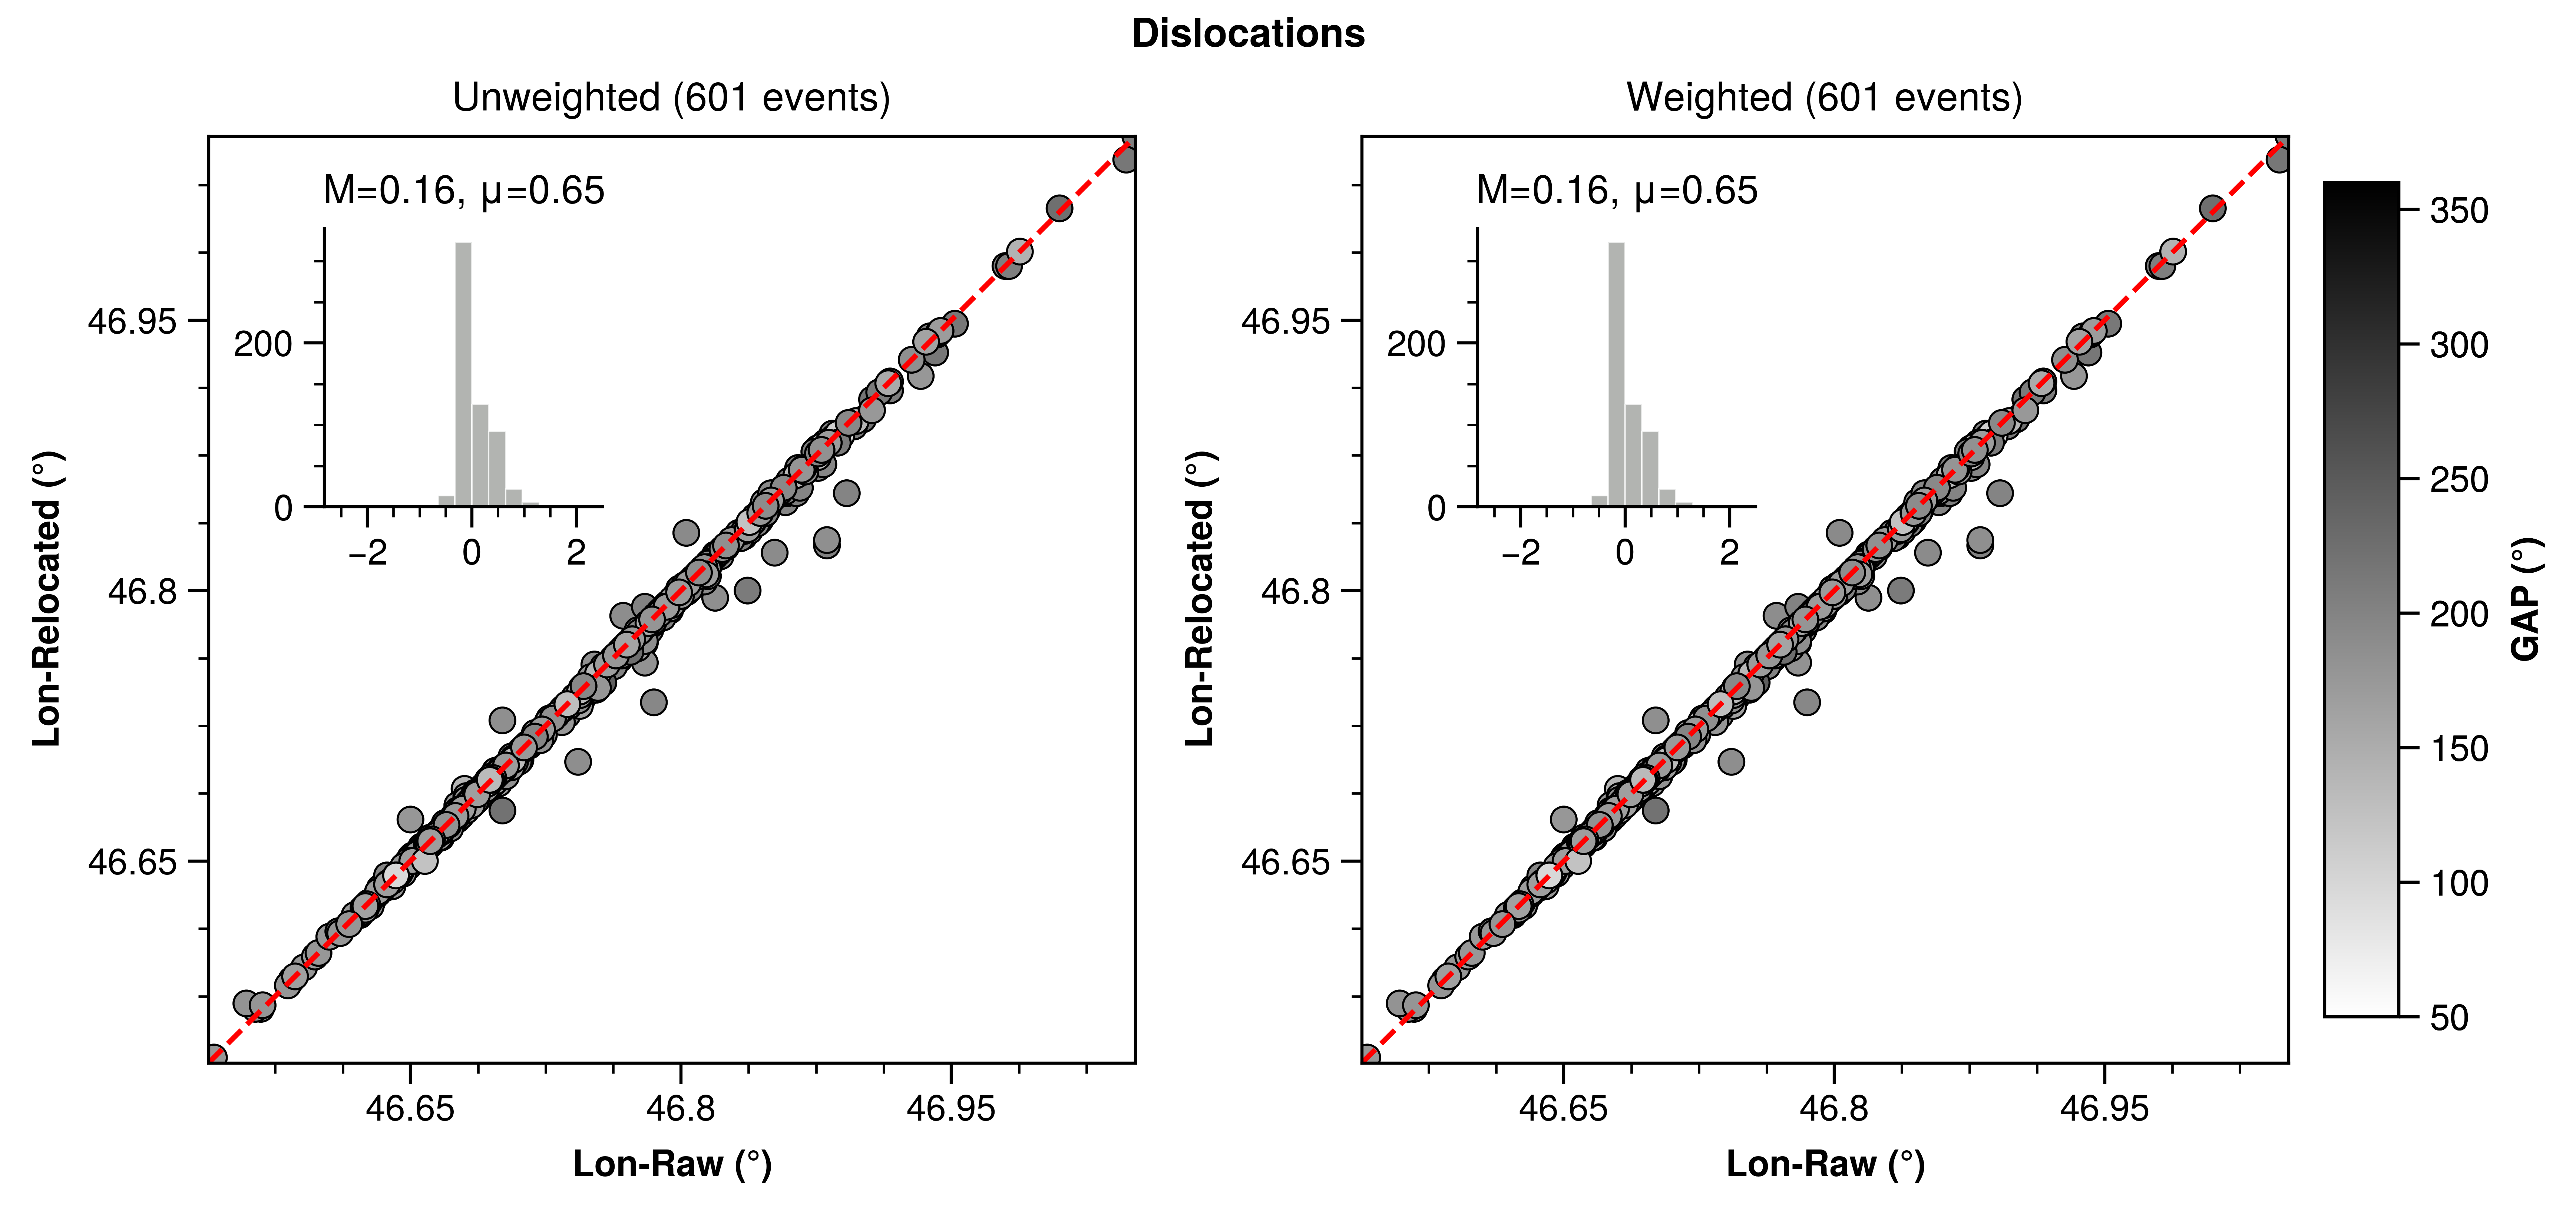 Dislocations
Unweighted (601 events)
M=0.16, µ=0.65
200
0
−2 0 2
46.95
46.8
46.65
Lon-Relocated (°)
46.65 46.8 46.95
Lon-Raw (°)
Weighted (601 events)
M=0.16, µ=0.65
200
0
−2 0 2
46.95
46.8
46.65
Lon-Relocated (°)
46.65 46.8 46.95
Lon-Raw (°)
350
300
250
200
150
100
50
GAP (°)